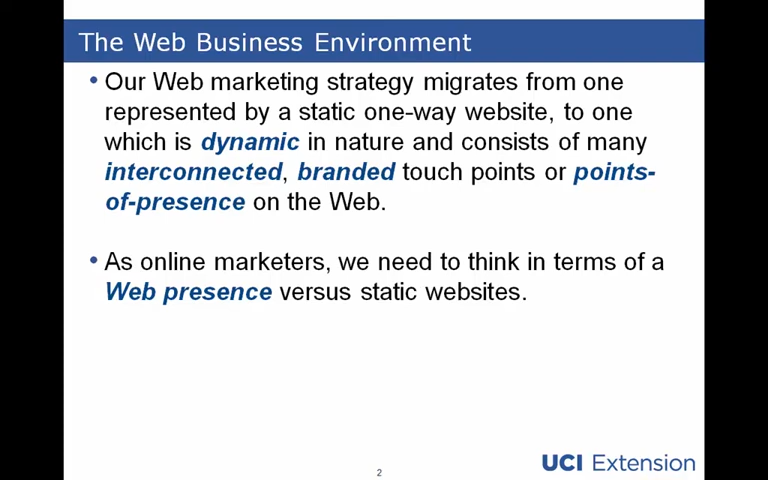 The Web Business Environment
• Our Web marketing strategy migrates from one
represented by a static one-way website, to one
which is dynamic in nature and consists of many
interconnected, branded touch points or points-
of-presence on the Web.
• As online marketers, we need to think in terms of a
Web presence versus static websites.
UCI Extension
2